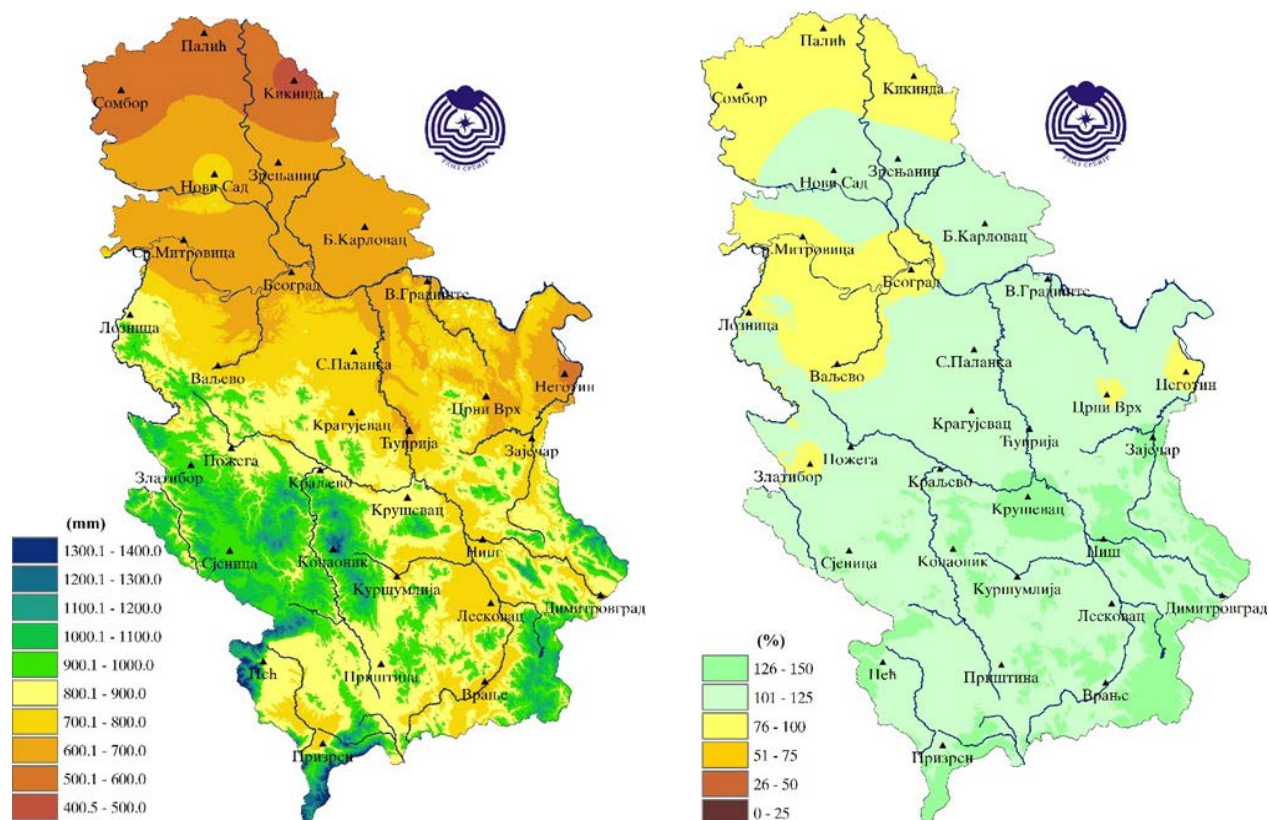 Палић
Кикинда
Сомбор
Зрењанин
Нови Сад
Б.Карловац
Ср.Митровица
Београд
В.Градиште
Лозница
С.Паланка
Ваљево
Неготин
Црни Врх
Крагујевац
Ћуприја
Зајечар
Пожега
Златибор
Краљево
Крушевац
(mm)
1300.1 - 1400.0
1200.1 - 1300.0
1100.1 - 1200.0
1000.1 - 1100.0
900.1 - 1000.0
800.1 - 900.0
700.1 - 800.0
600.1 - 700.0
500.1 - 600.0
400.5 - 500.0
Ниш
Копаоник
Сјеница
Куршумлија
Димитровград
Лесковац
Пећ
Приштина
Врање
Призрен
Палић
Кикинда
Сомбор
Зрењанин
Нови Сад
Б.Карловац
Ср.Митровица
Београд
В.Градиште
Лозница
С.Паланка
Ваљево
Неготин
Црни Врх
Крагујевац
Ћуприја
Зајечар
Пожега
Златибор
Краљево
Крушевац
Ниш
Копаоник
Сјеница
Куршумлија
Димитровград
Лесковац
(%)
126 - 150
101 - 125
76 - 100
51 - 75
26 - 50
0 - 25
Пећ
Приштина
Врање
Призрен